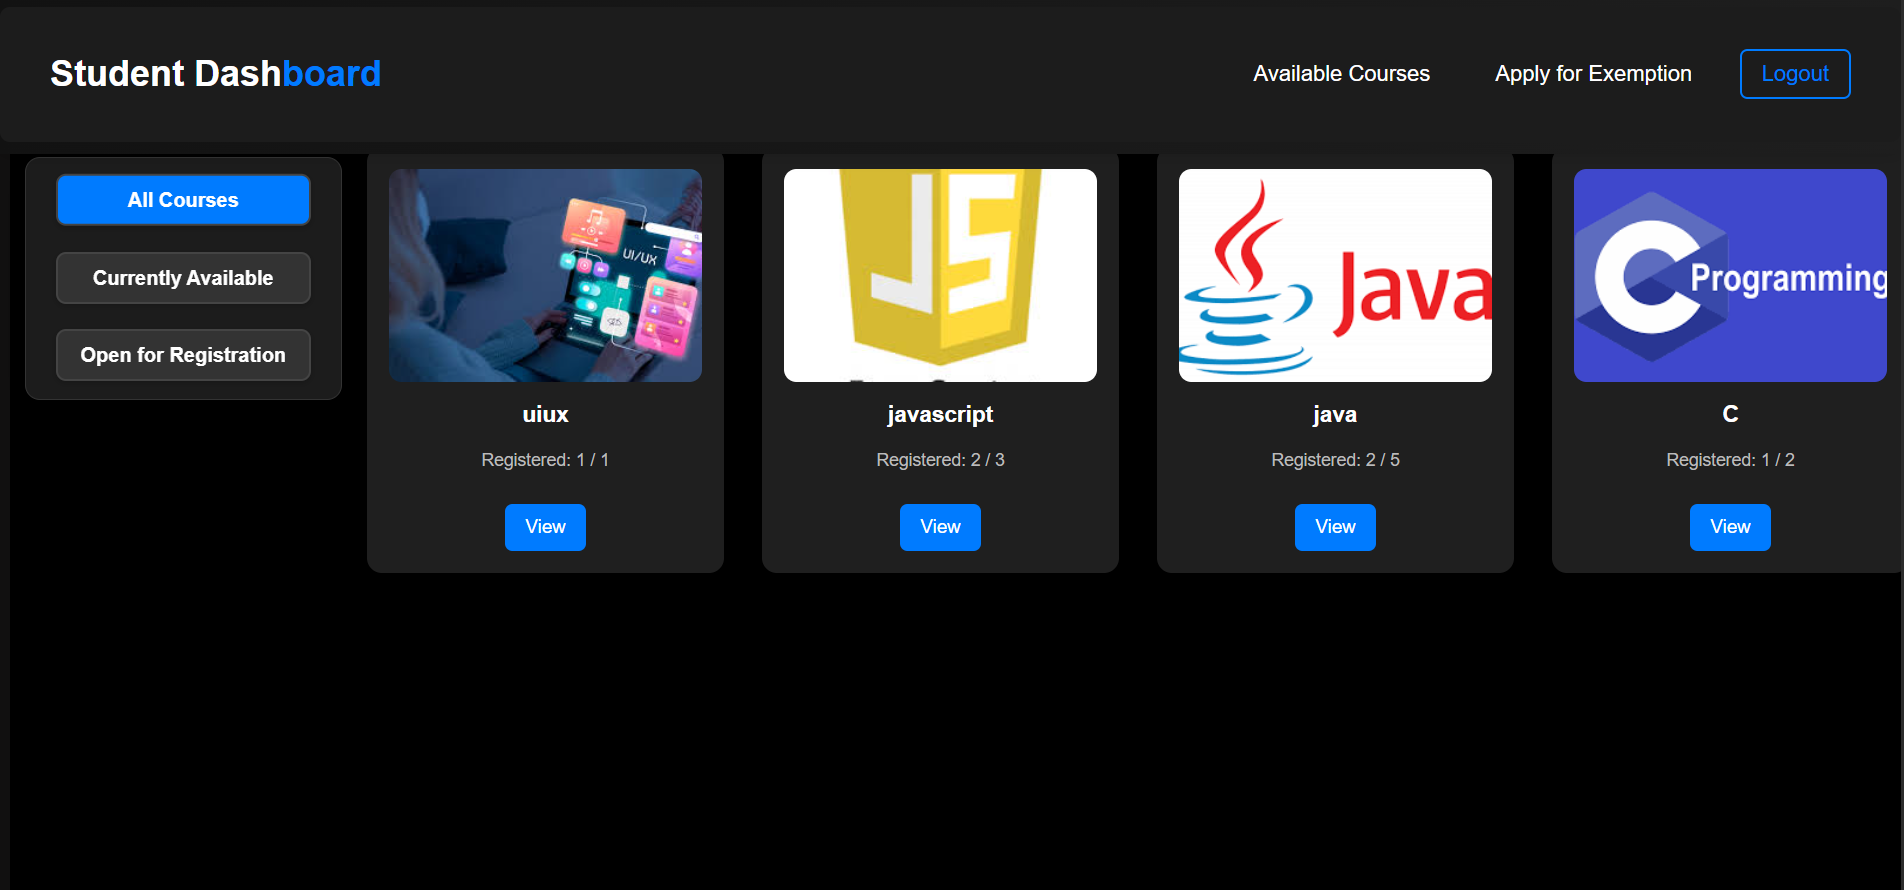 Student Dashboard
Available Courses
Apply for Exemption
Logout
All Courses
Currently Available
Open for Registration
UI/UX
JS
Java
C Programming
uiux
javascript
java
C
Registered: 1 / 1
Registered: 2 / 3
Registered: 2 / 5
Registered: 1 / 2
View
View
View
View